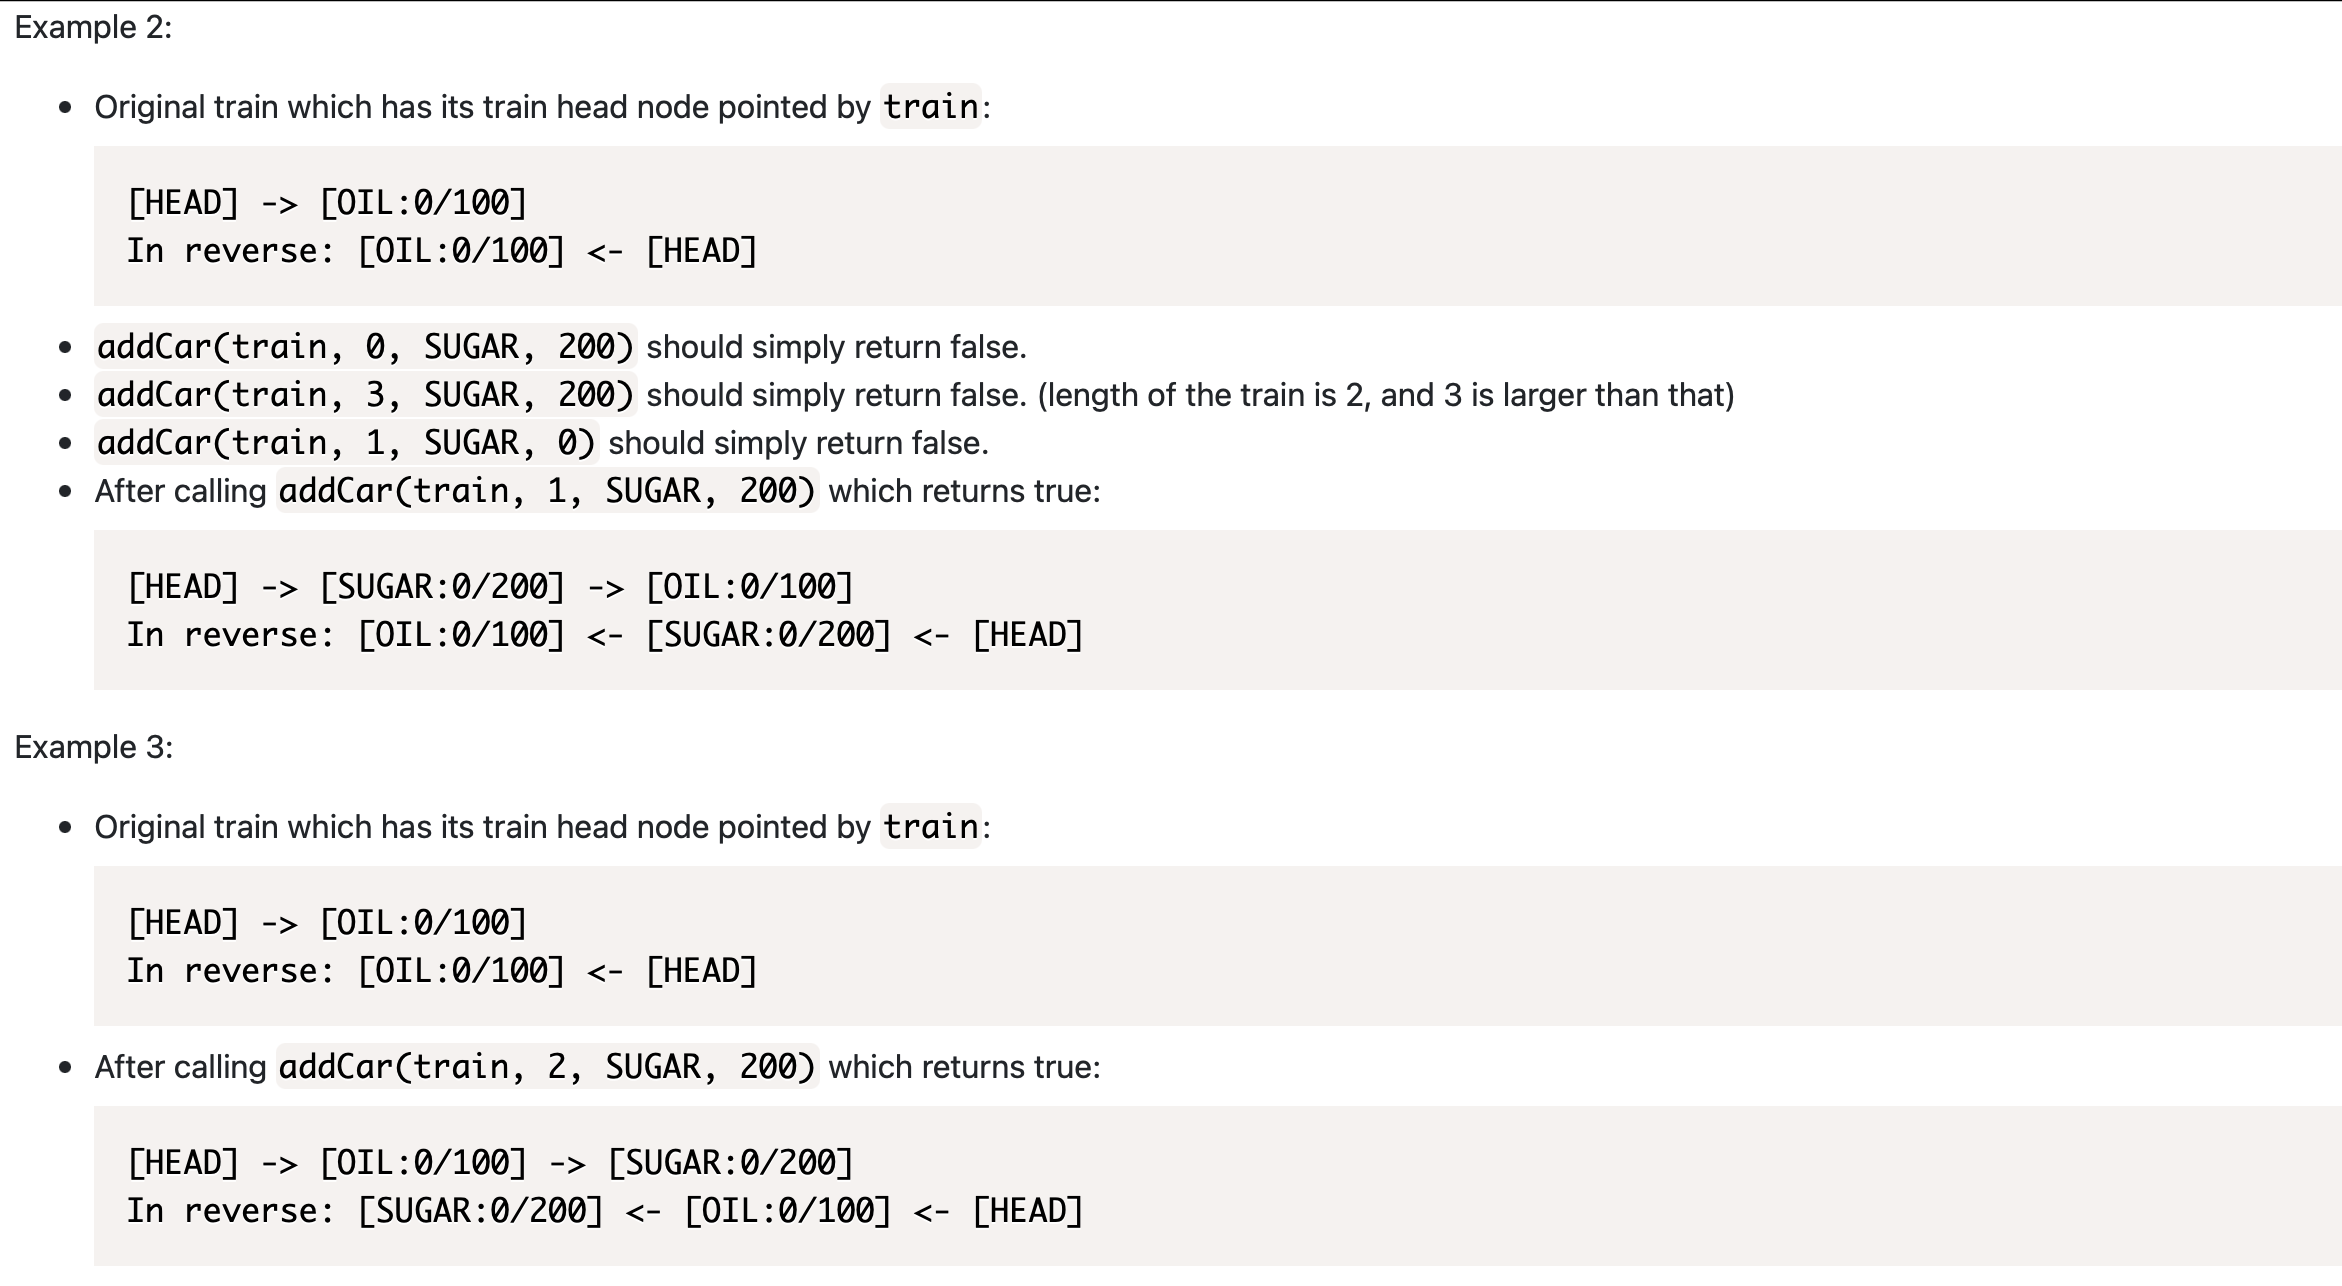 Example 2:
• Original train which has its train head node pointed by train:
[HEAD] -> [OIL:0/100]
In reverse: [OIL:0/100] <- [HEAD]
• addCar(train, 0, SUGAR, 200) should simply return false.
• addCar(train, 3, SUGAR, 200) should simply return false. (length of the train is 2, and 3 is larger than that)
• addCar(train, 1, SUGAR, 0) should simply return false.
• After calling addCar(train, 1, SUGAR, 200) which returns true:
[HEAD] -> [SUGAR:0/200] -> [OIL:0/100]
In reverse: [OIL:0/100] <- [SUGAR:0/200] <- [HEAD]
Example 3:
• Original train which has its train head node pointed by train:
[HEAD] -> [OIL:0/100]
In reverse: [OIL:0/100] <- [HEAD]
• After calling addCar(train, 2, SUGAR, 200) which returns true:
[HEAD] -> [OIL:0/100] -> [SUGAR:0/200]
In reverse: [SUGAR:0/200] <- [OIL:0/100] <- [HEAD]